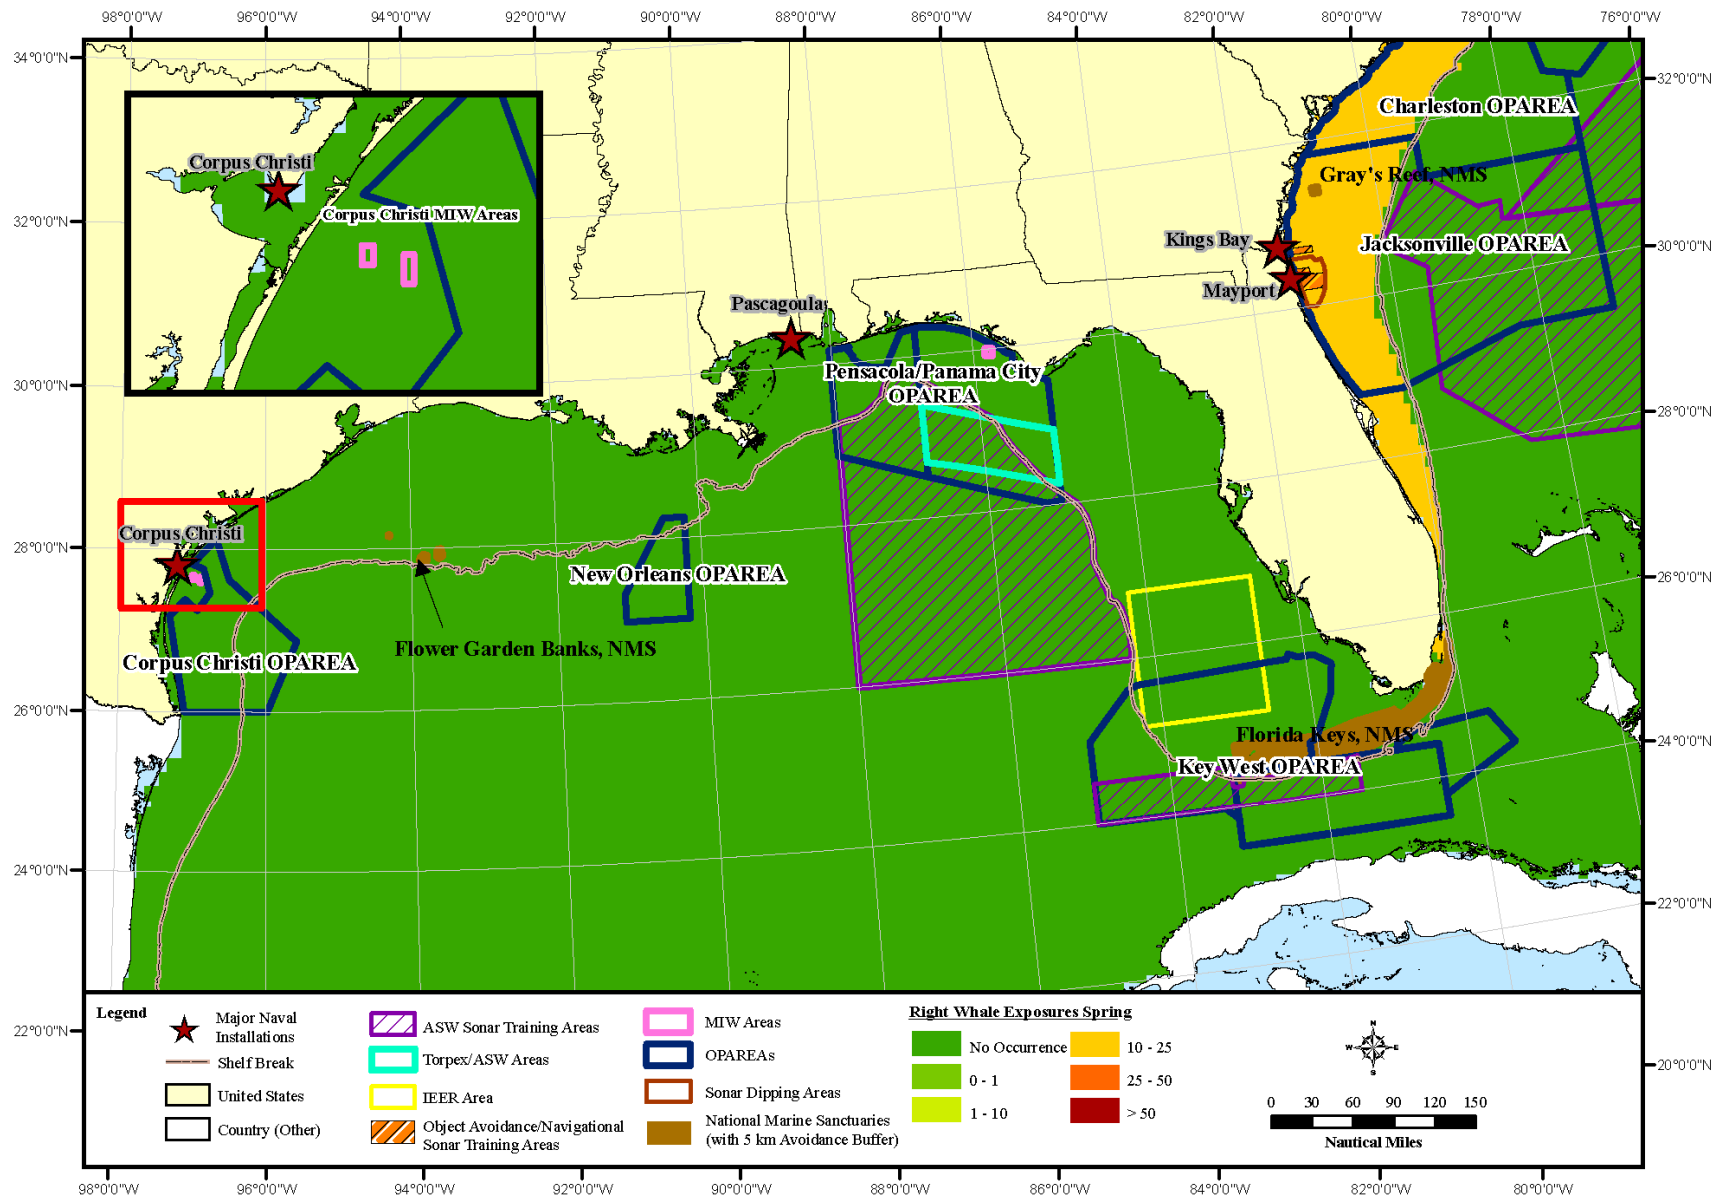 98°0'0"W 96°0'0"W 94°0'0"W 92°0'0"W 90°0'0"W 88°0'0"W 86°0'0"W 84°0'0"W 82°0'0"W 80°0'0"W 78°0'0"W 76°0'0"W
34°0'0"N
32°0'0"N
30°0'0"N
28°0'0"N
26°0'0"N
24°0'0"N
22°0'0"N
32°0'0"N
30°0'0"N
28°0'0"N
26°0'0"N
24°0'0"N
22°0'0"N
20°0'0"N
Corpus Christi
Corpus Christi MIW Areas
Charleston OPAREA
Gray's Reef, NMS
Kings Bay
Jacksonville OPAREA
Mayport
Pascagoula
Pensacola/Panama City
OPAREA
Corpus Christi
New Orleans OPAREA
Flower Garden Banks, NMS
Corpus Christi OPAREA
Florida Keys, NMS
Key West OPAREA
Legend
Major Naval
Installations
Shelf Break
United States
Country (Other)
ASW Sonar Training Areas
Torpex/ASW Areas
IEER Area
Object Avoidance/Navigational
Sonar Training Areas
MIW Areas
OPAREAs
Sonar Dipping Areas
National Marine Sanctuaries
(with 5 km Avoidance Buffer)
Right Whale Exposures Spring
No Occurrence
0 - 1
1 - 10
10 - 25
25 - 50
> 50
N
W E
S
0 30 60 90 120 150
Nautical Miles
98°0'0"W 96°0'0"W 94°0'0"W 92°0'0"W 90°0'0"W 88°0'0"W 86°0'0"W 84°0'0"W 82°0'0"W 80°0'0"W